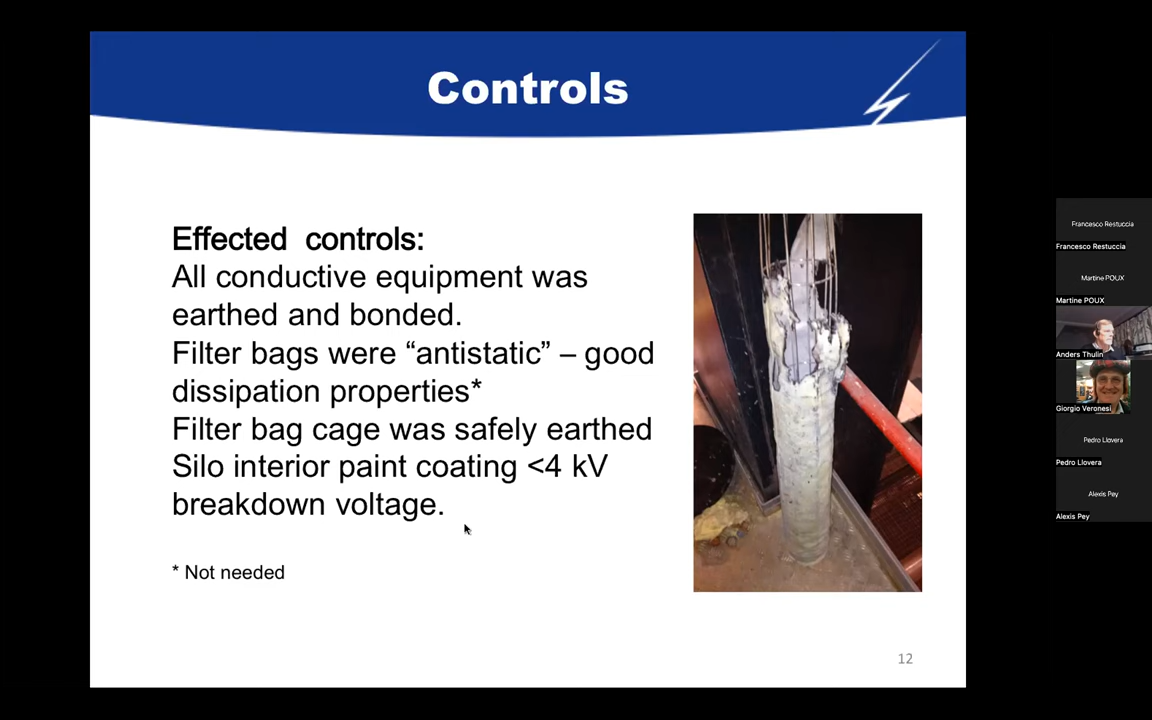 Controls
Effected  controls:
All conductive equipment was
earthed and bonded.
Filter bags were “antistatic” – good
dissipation properties*
Filter bag cage was safely earthed
Silo interior paint coating <4 kV
breakdown voltage.
* Not needed
12
Francesco Restuccia
Francesco Restuccia
Martine POUX
Martine POUX
Anders Thulin
Giorgio Veronesi
Pedro Llovera
Pedro Llovera
Alexis Pey
Alexis Pey